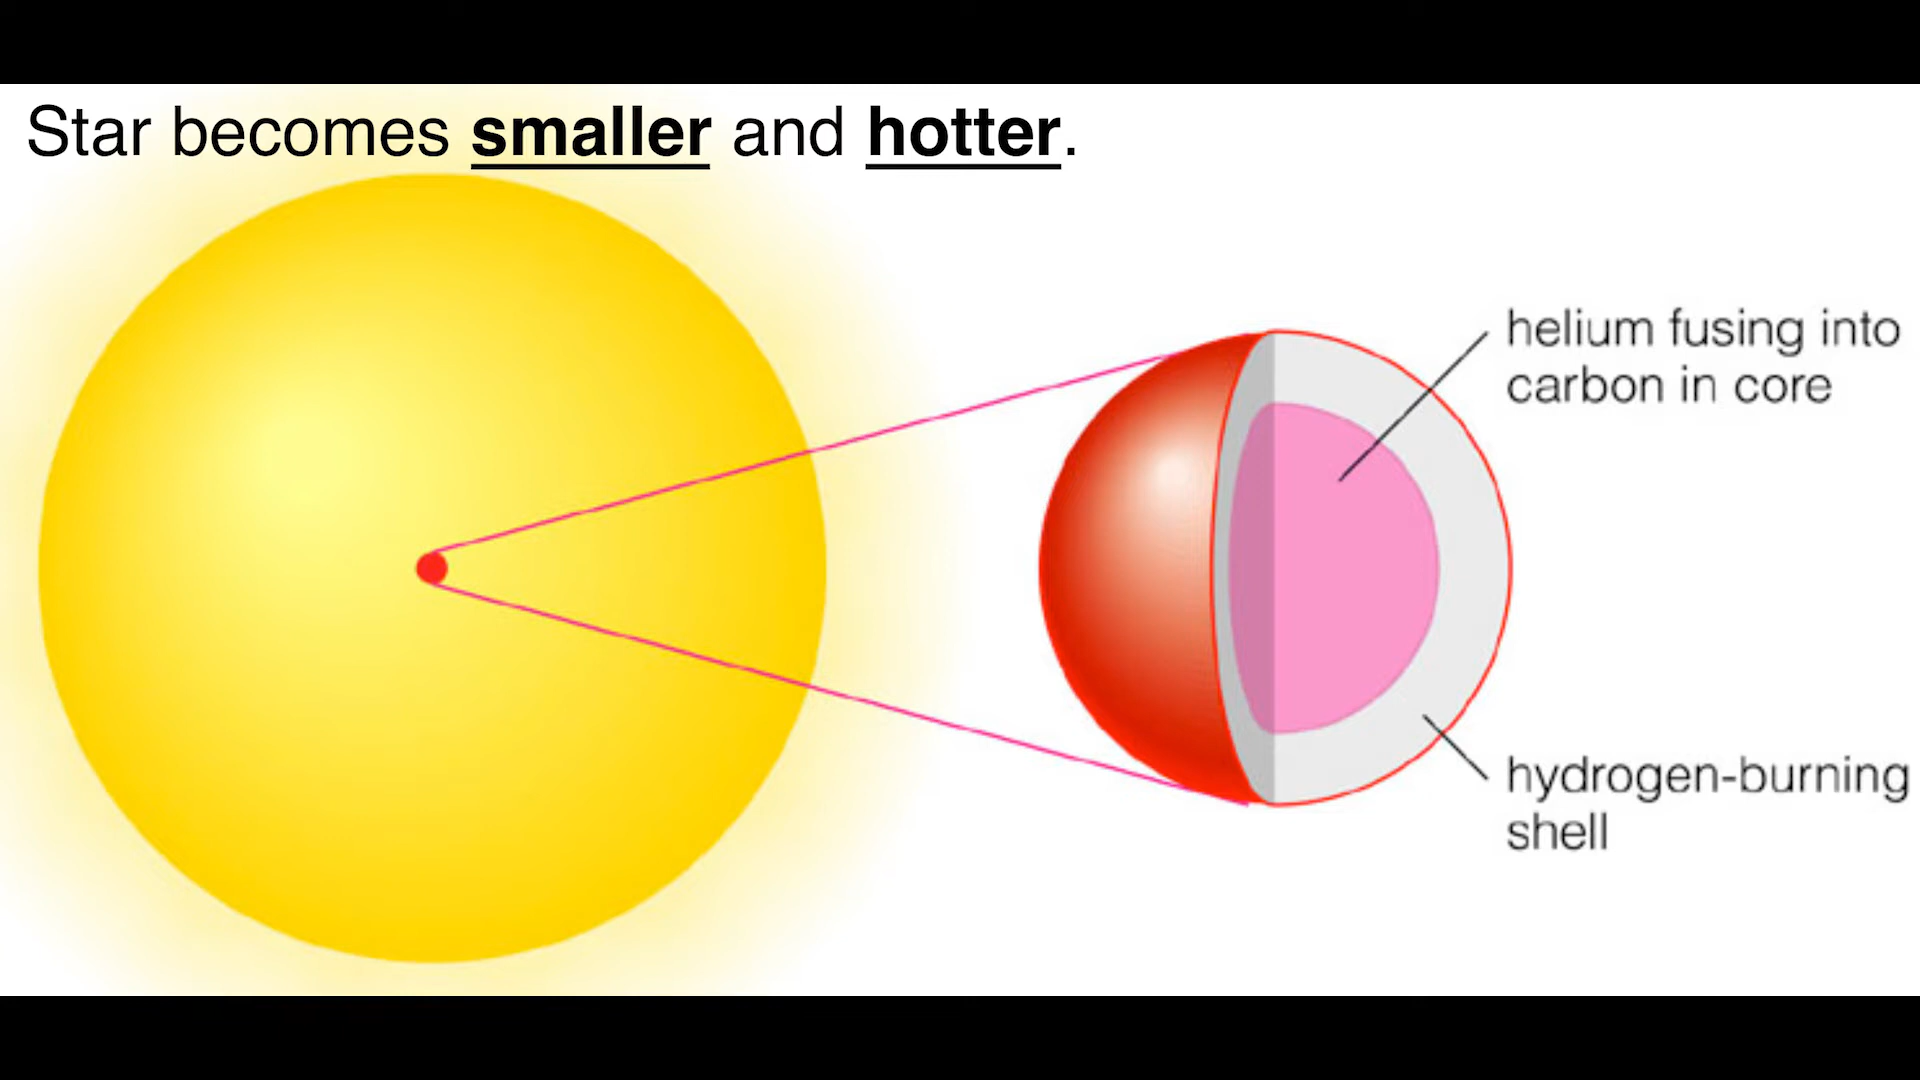 Star becomes smaller and hotter.
helium fusing into
carbon in core
hydrogen-burning
shell